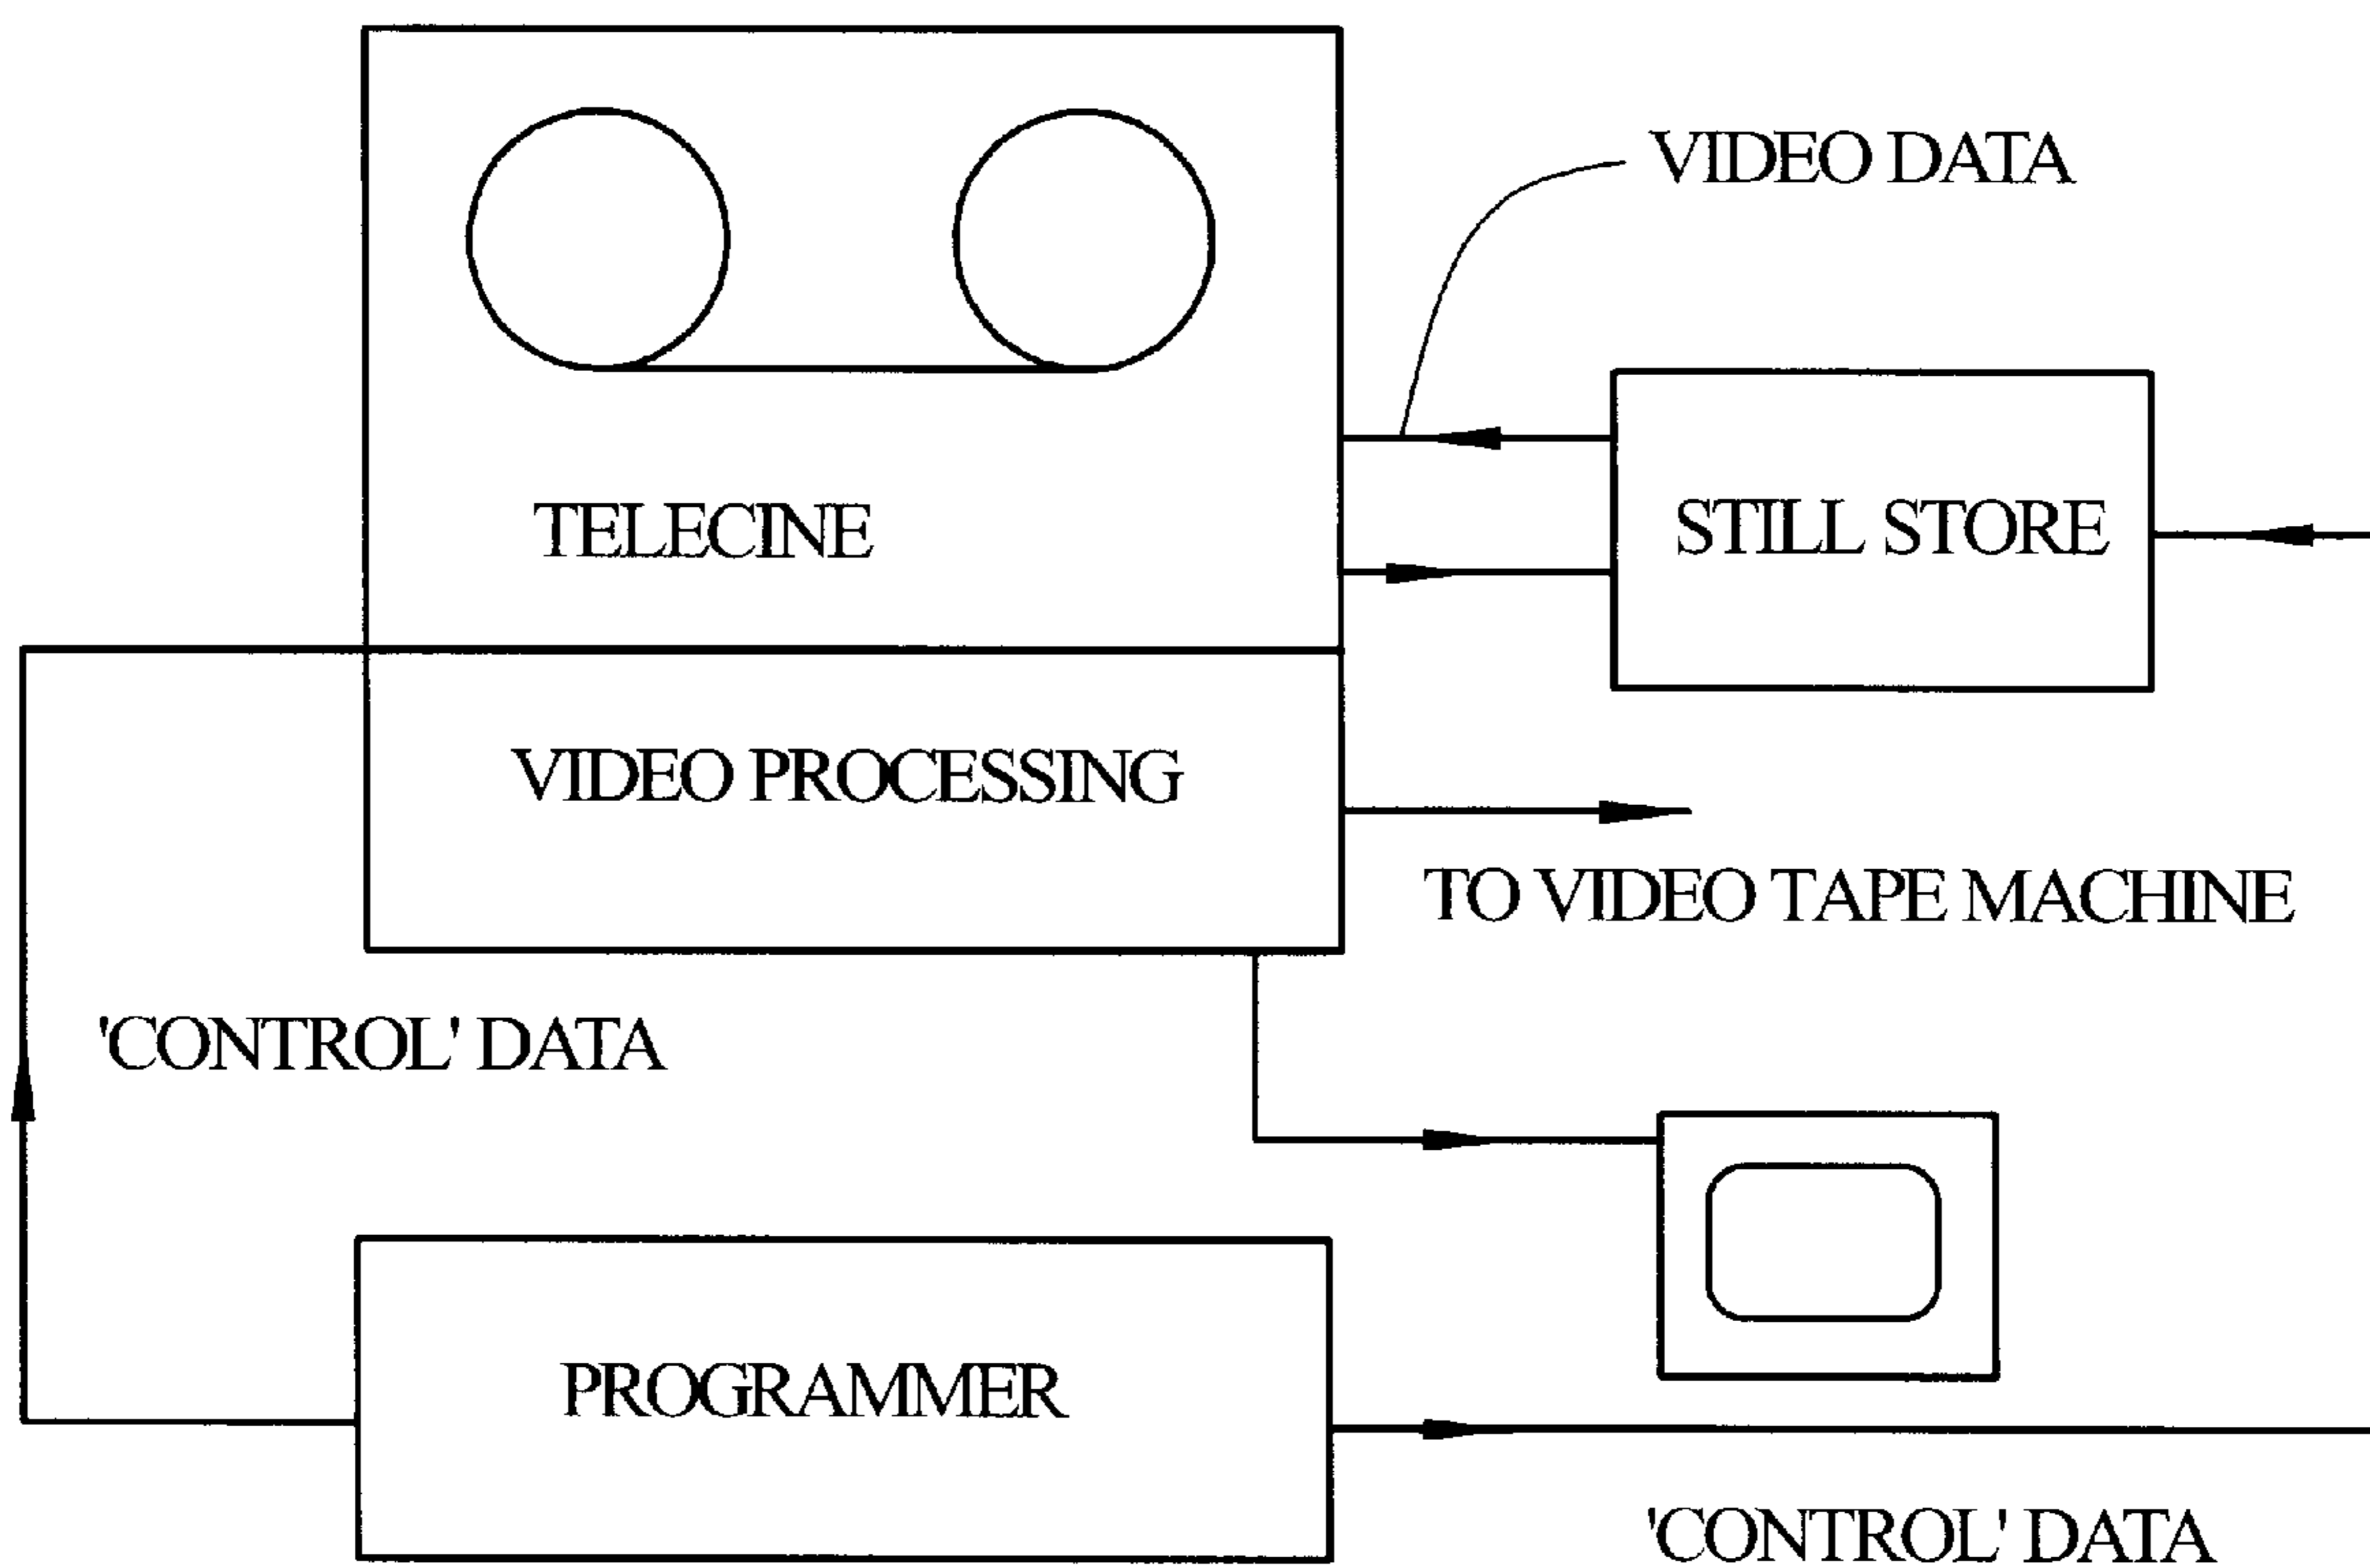 VIDEO DATA
TELECINE
STILL STORE
VIDEO PROCESSING
TO VIDEO TAPE MACHINE
'CONTROL' DATA
PROGRAMMER
'CONTROL' DATA